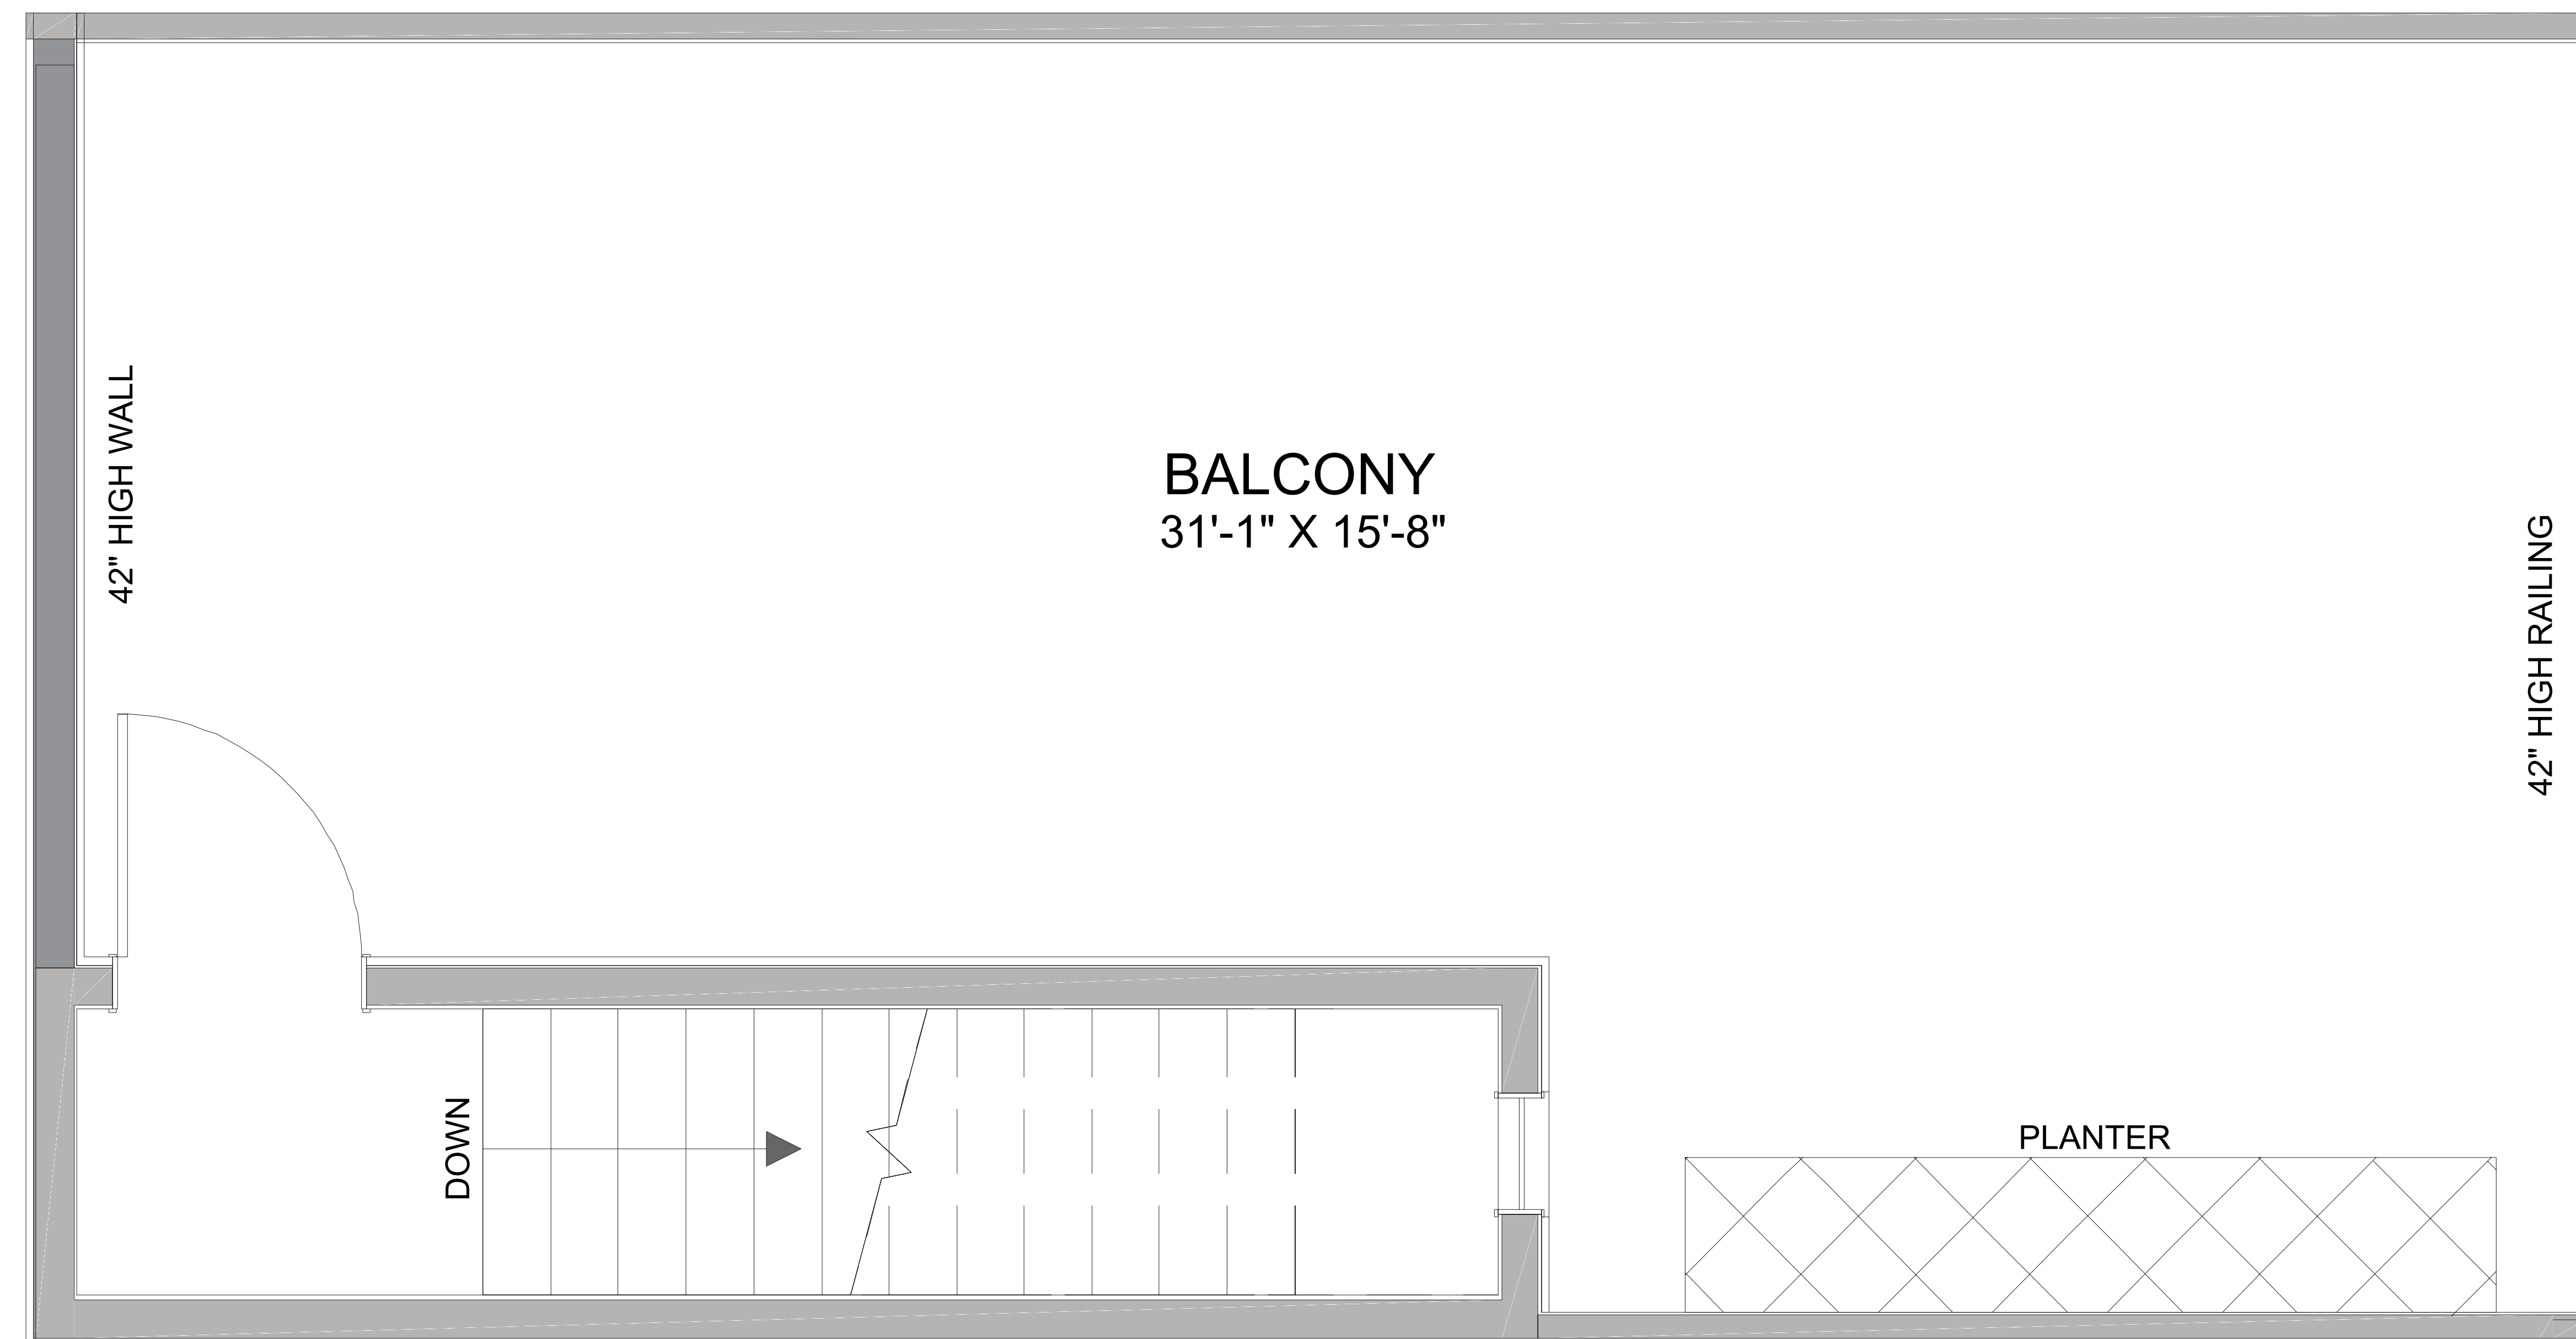 42" HIGH WALL
BALCONY
31'-1" X 15'-8"
42" HIGH RAILING
DOWN
PLANTER